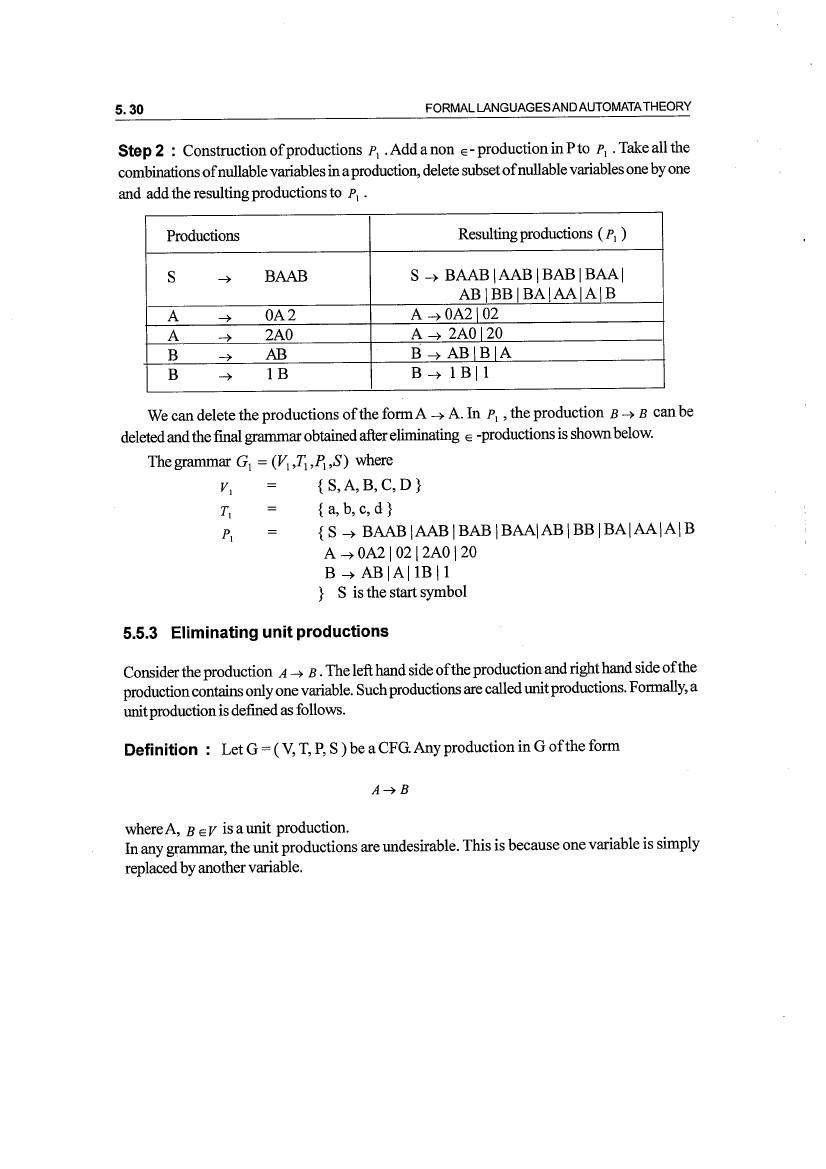 5. 30 FORMAL LANGUAGES AND AUTOMATA THEORY
Step 2 : Construction of productions P₁ . Add a non ∈- production in P to P₁ . Take all the
combinations of nullable variables in a production, delete subset of nullable variables one by one
and add the resulting productions to P₁ .
Productions Resulting productions ( P₁ )
S → BAAB S → BAAB | AAB | BAB | BAA |
AB | BB | BA | AA | A | B
A → 0A 2 A → 0A2 | 02
A → 2A0 A → 2A0 | 20
B → AB B → AB | B | A
B → 1 B B → 1 B | 1
We can delete the productions of the form A → A. In P₁ , the production B → B can be
deleted and the final grammar obtained after eliminating ∈ -productions is shown below.
The grammar G₁ = (V₁ ,T₁ ,P₁ ,S) where
V₁ = { S, A, B, C, D }
T₁ = { a, b, c, d }
P₁ = { S → BAAB | AAB | BAB | BAA | AB | BB | BA | AA | A | B
A → 0A2 | 02 | 2A0 | 20
B → AB | A | 1B | 1
} S is the start symbol
5.5.3 Eliminating unit productions
Consider the production A → B . The left hand side of the production and right hand side of the
production contains only one variable. Such productions are called unit productions. Formally, a
unit production is defined as follows.
Definition : Let G = ( V, T, P, S ) be a CFG. Any production in G of the form
A → B
where A, B ∈ V is a unit production.
In any grammar, the unit productions are undesirable. This is because one variable is simply
replaced by another variable.